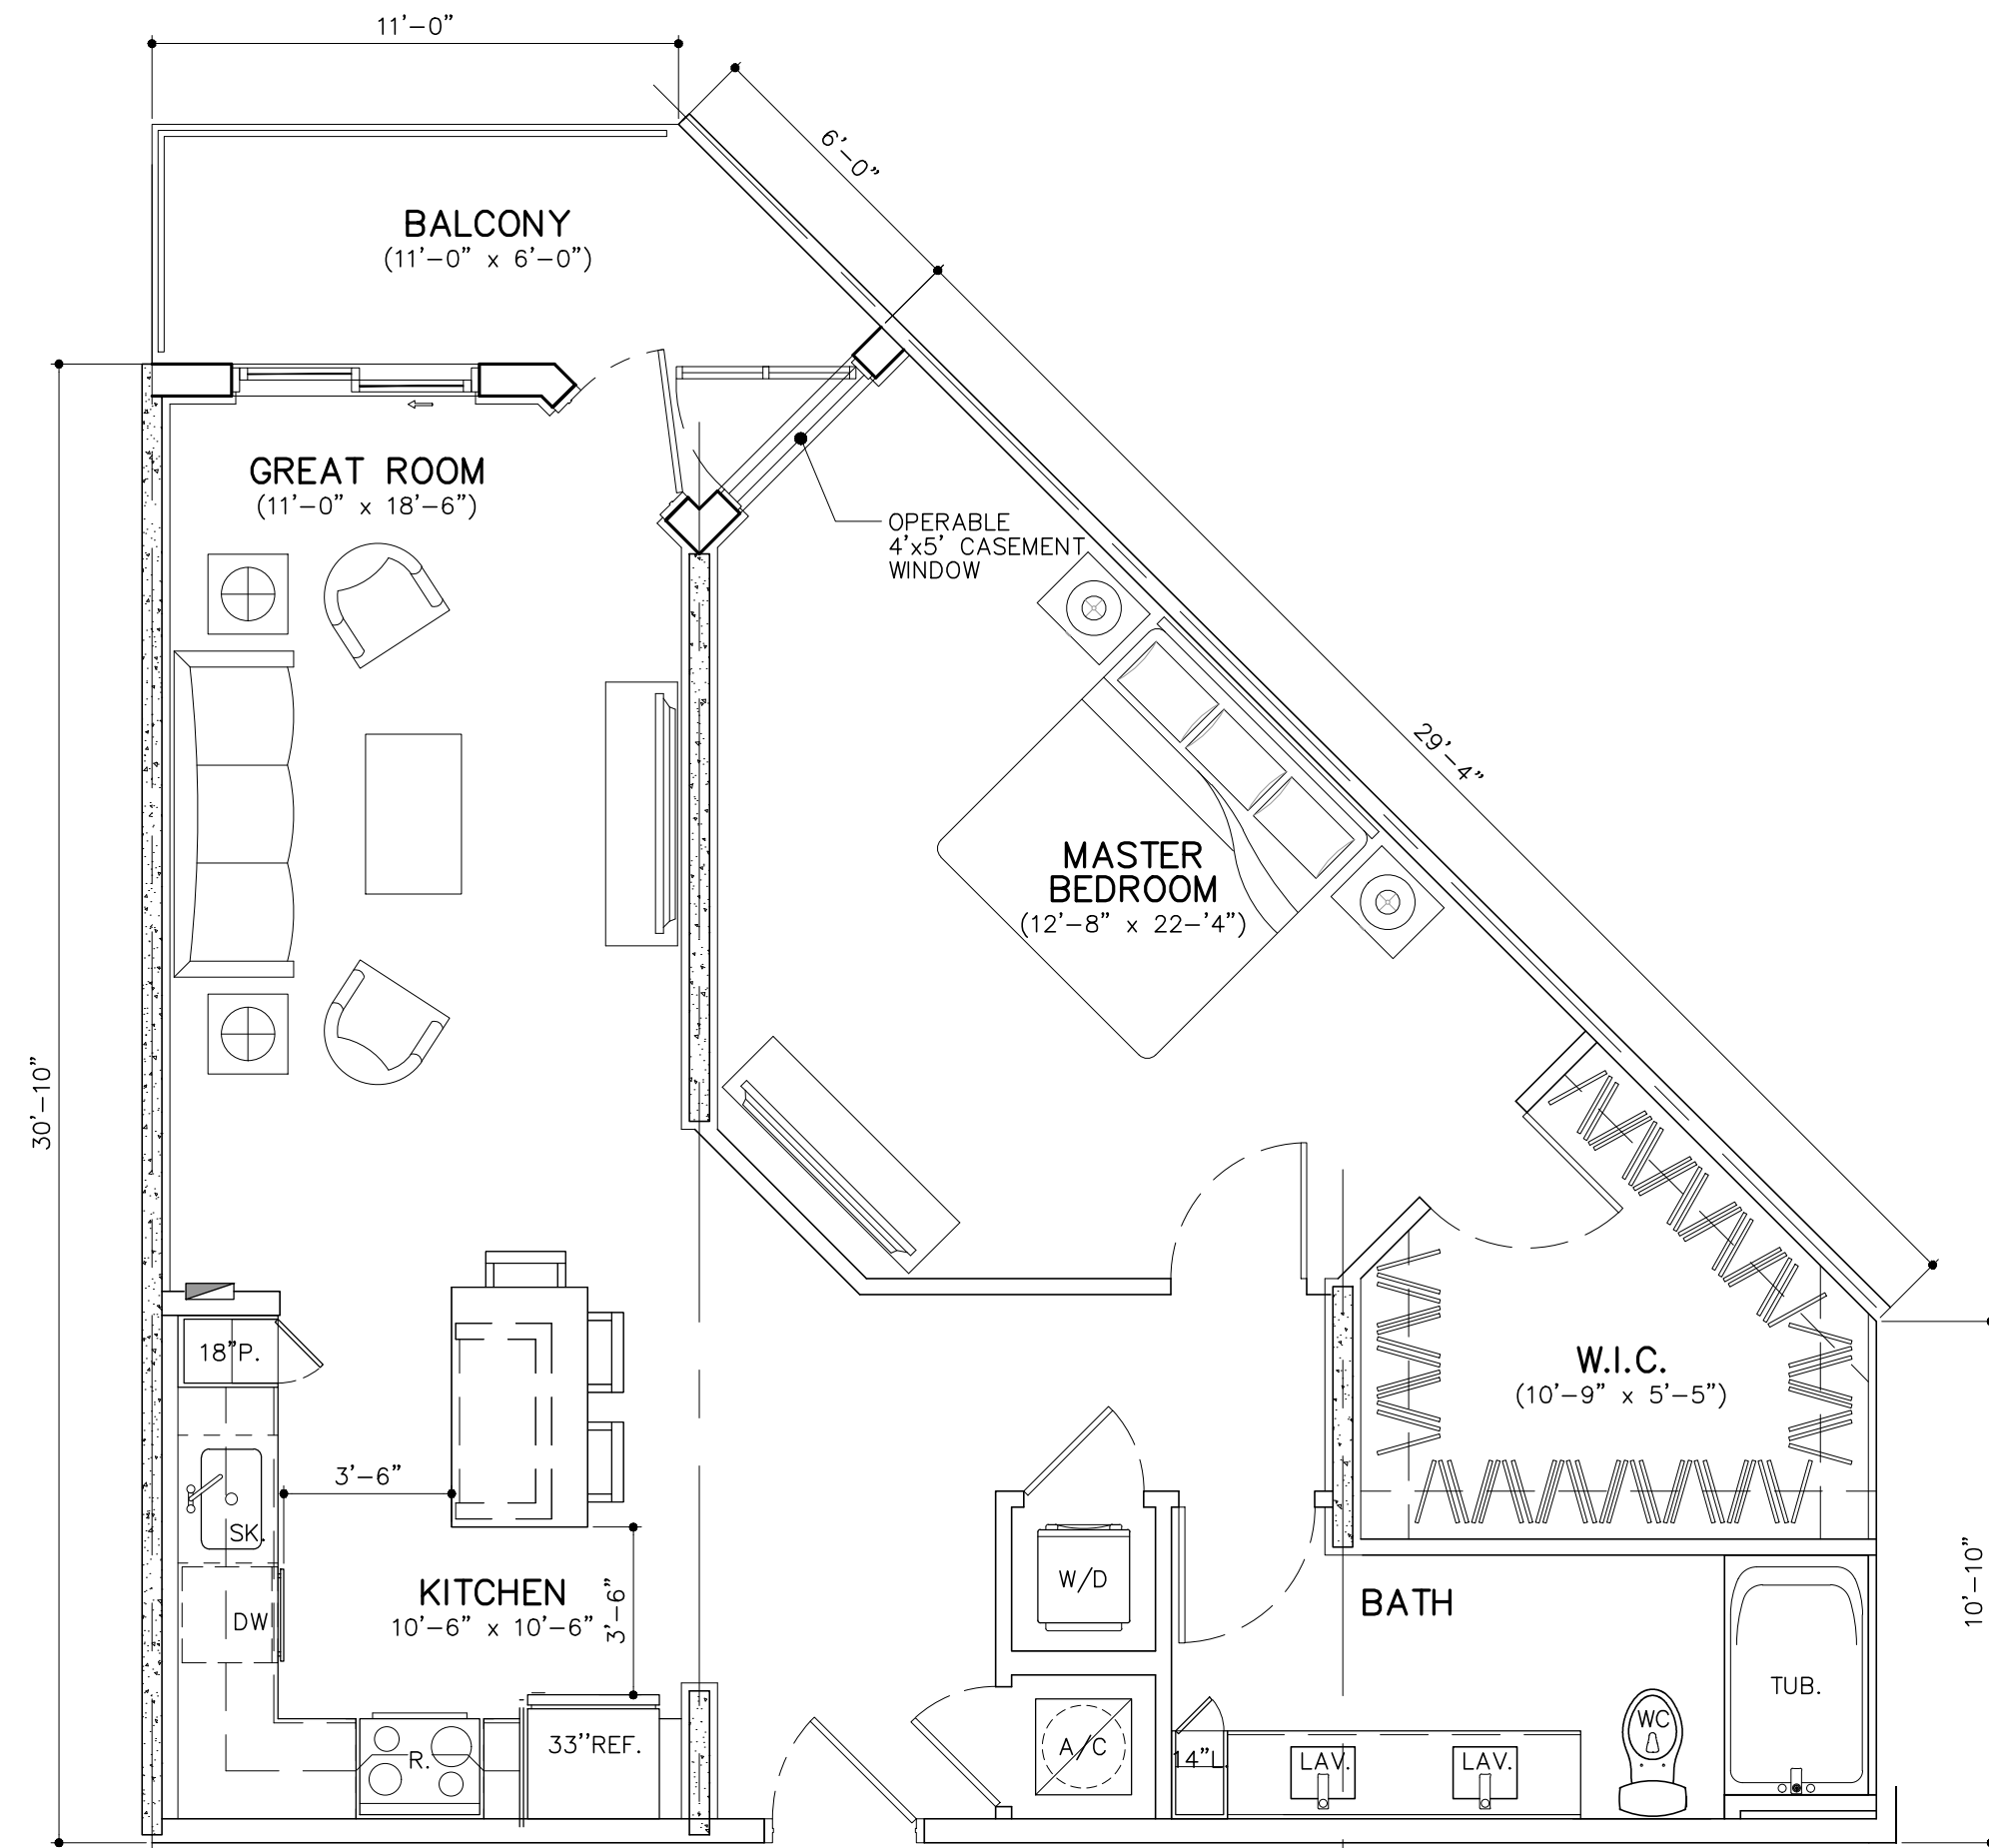 11'-0"
6'-0"
BALCONY
(11'-0" x 6'-0")
GREAT ROOM
(11'-0" x 18'-6")
OPERABLE
4'x5' CASEMENT
WINDOW
29'-4"
MASTER
BEDROOM
(12'-8" x 22-'4")
30'-10"
18"P.
W.I.C.
(10'-9" x 5'-5")
3'-6"
SK.
KITCHEN
10'-6" x 10'-6"
3'-6"
DW
W/D
BATH
10'-10"
TUB.
33''REF.
R.
A/C
14"L.
LAV.
LAV.
WC